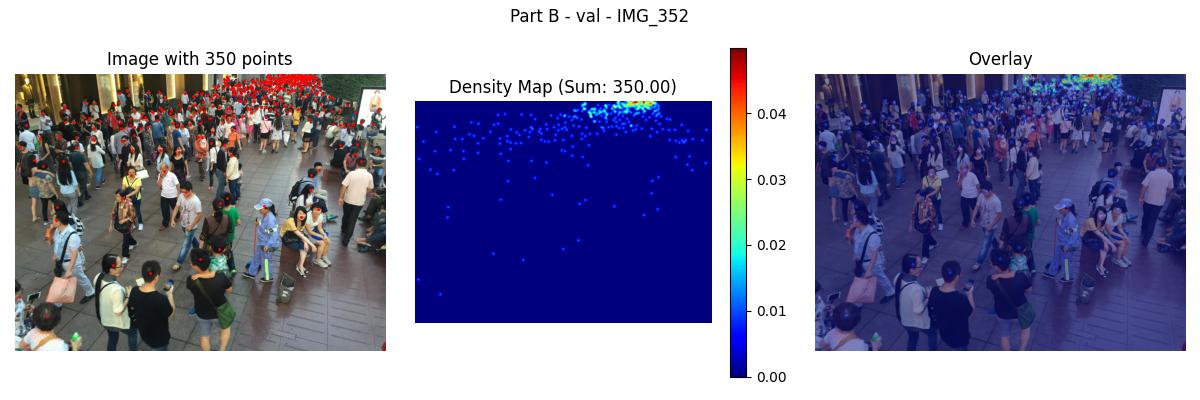 Part B - val - IMG_352
Image with 350 points
Density Map (Sum: 350.00)
Overlay
0.04
0.03
0.02
0.01
0.00